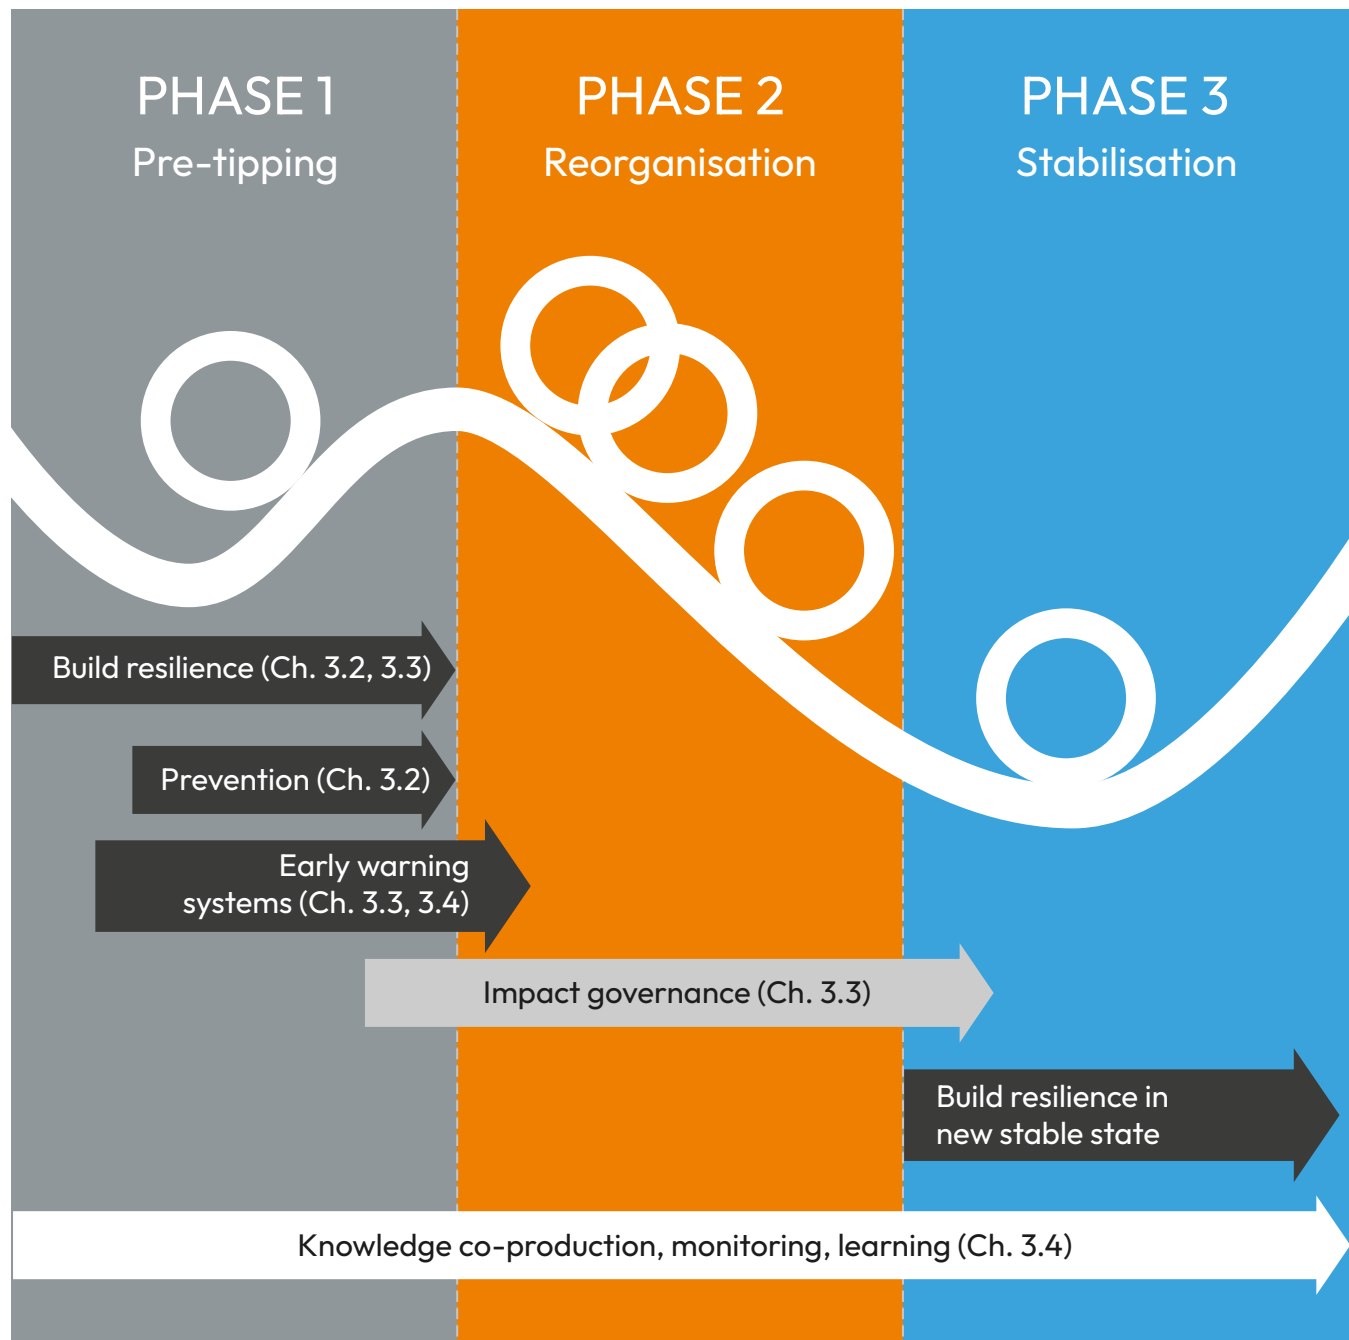 PHASE 1
Pre-tipping
PHASE 2
Reorganisation
PHASE 3
Stabilisation
Build resilience (Ch. 3.2, 3.3)
Prevention (Ch. 3.2)
Early warning
systems (Ch. 3.3, 3.4)
Impact governance (Ch. 3.3)
Build resilience in
new stable state
Knowledge co-production, monitoring, learning (Ch. 3.4)